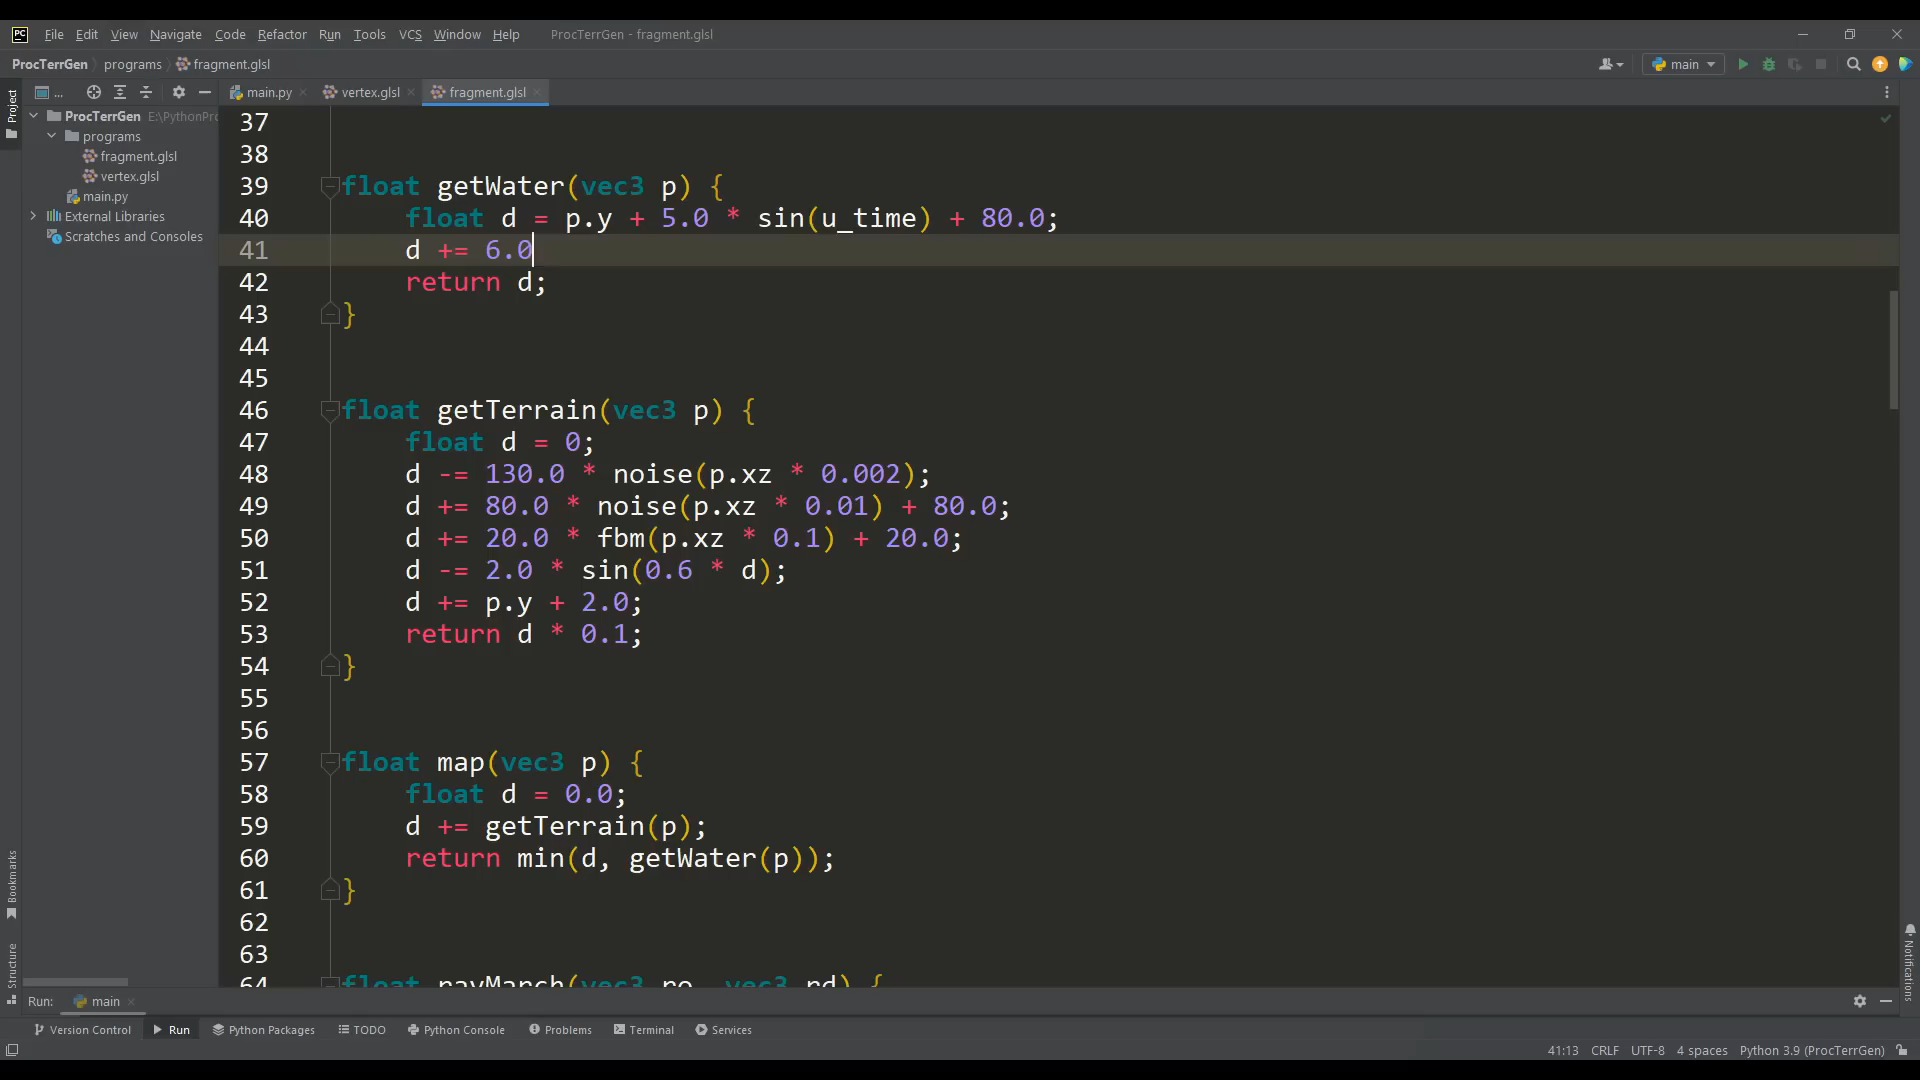 PC File Edit View Navigate Code Refactor Run Tools VCS Window Help ProcTerrGen - fragment.glsl
ProcTerrGen programs fragment.glsl main
Project
... main.py vertex.glsl fragment.glsl
ProcTerrGen E:\PythonPro
programs
fragment.glsl
vertex.glsl
main.py
External Libraries
Scratches and Consoles
37
38
39 float getWater(vec3 p) {
40 float d = p.y + 5.0 * sin(u_time) + 80.0;
41 d += 6.0
42 return d;
43 }
44
45
46 float getTerrain(vec3 p) {
47 float d = 0;
48 d -= 130.0 * noise(p.xz * 0.002);
49 d += 80.0 * noise(p.xz * 0.01) + 80.0;
50 d += 20.0 * fbm(p.xz * 0.1) + 20.0;
51 d -= 2.0 * sin(0.6 * d);
52 d += p.y + 2.0;
53 return d * 0.1;
54 }
55
56
57 float map(vec3 p) {
58 float d = 0.0;
59 d += getTerrain(p);
60 return min(d, getWater(p));
61 }
62
63
64 float rayMarch(vec3 ro, vec3 rd) {
Bookmarks
Structure
Notifications
Run: main
Version Control Run Python Packages TODO Python Console Problems Terminal Services
41:13 CRLF UTF-8 4 spaces Python 3.9 (ProcTerrGen)